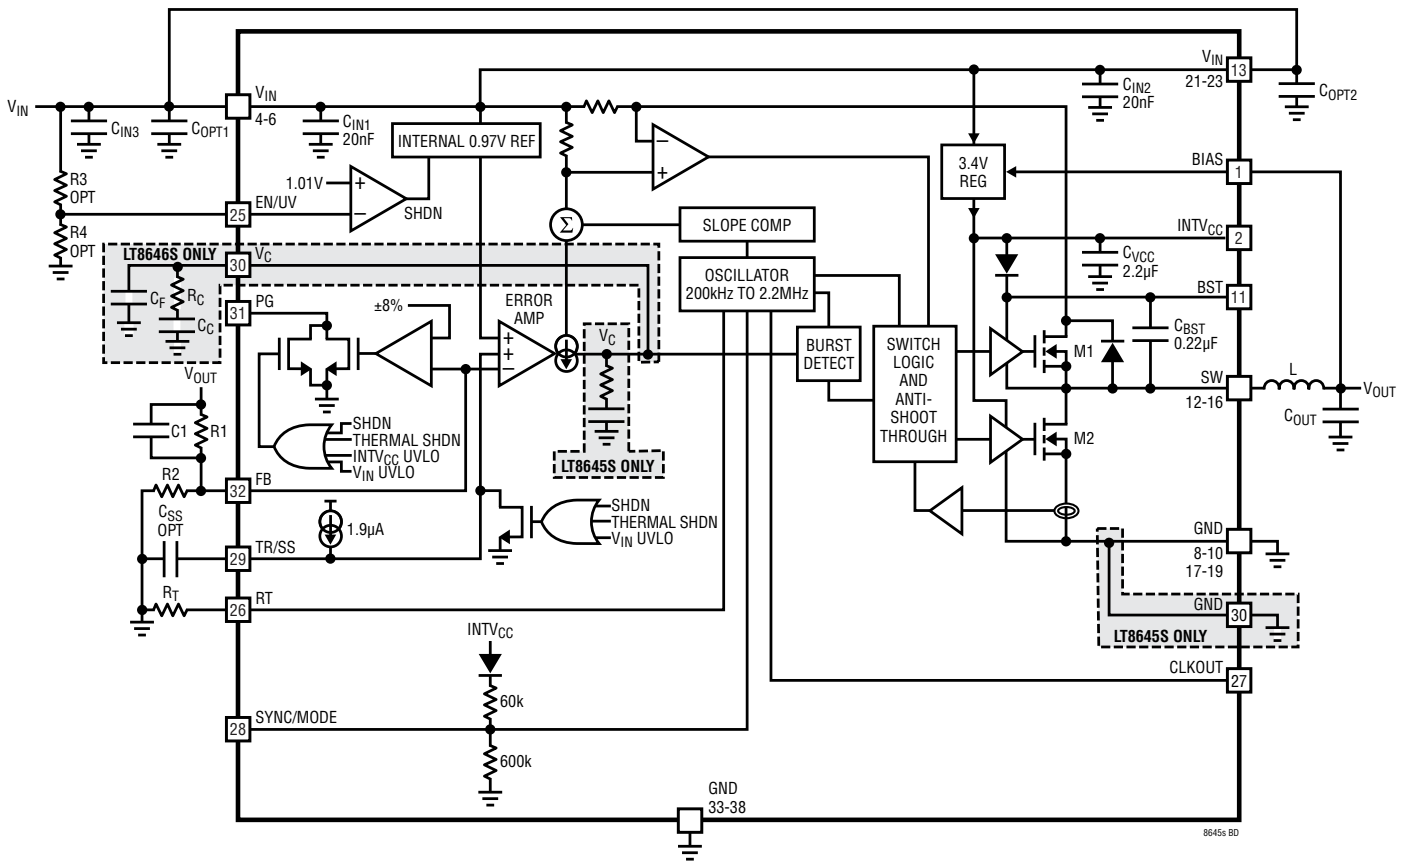 VIN
CIN3
COPT1
VIN
4-6
CIN1
20nF
INTERNAL 0.97V REF
VIN
21-23
13
CIN2
20nF
COPT2
R3
OPT
R4
OPT
EN/UV
25
1.01V
+
−
SHDN
−
+
Σ
SLOPE COMP
OSCILLATOR
200kHz TO 2.2MHz
3.4V
REG
BIAS
1
INTVCC
2
CVCC
2.2µF
BST
11
CBST
0.22µF
LT8646S ONLY
VC
30
CF
RC
CC
PG
31
±8%
ERROR
AMP
+
+
−
VC
LT8645S ONLY
BURST
DETECT
SWITCH
LOGIC
AND
ANTI-
SHOOT
THROUGH
M1
M2
SW
12-16
L
VOUT
COUT
VOUT
C1
R1
R2
FB
32
SHDN
THERMAL SHDN
INTVCC UVLO
VIN UVLO
CSS
OPT
1.9µA
TR/SS
29
SHDN
THERMAL SHDN
VIN UVLO
RT
RT
26
GND
8-10
17-19
GND
30
LT8645S ONLY
CLKOUT
27
INTVCC
60k
SYNC/MODE
28
600k
GND
33-38
8645s BD